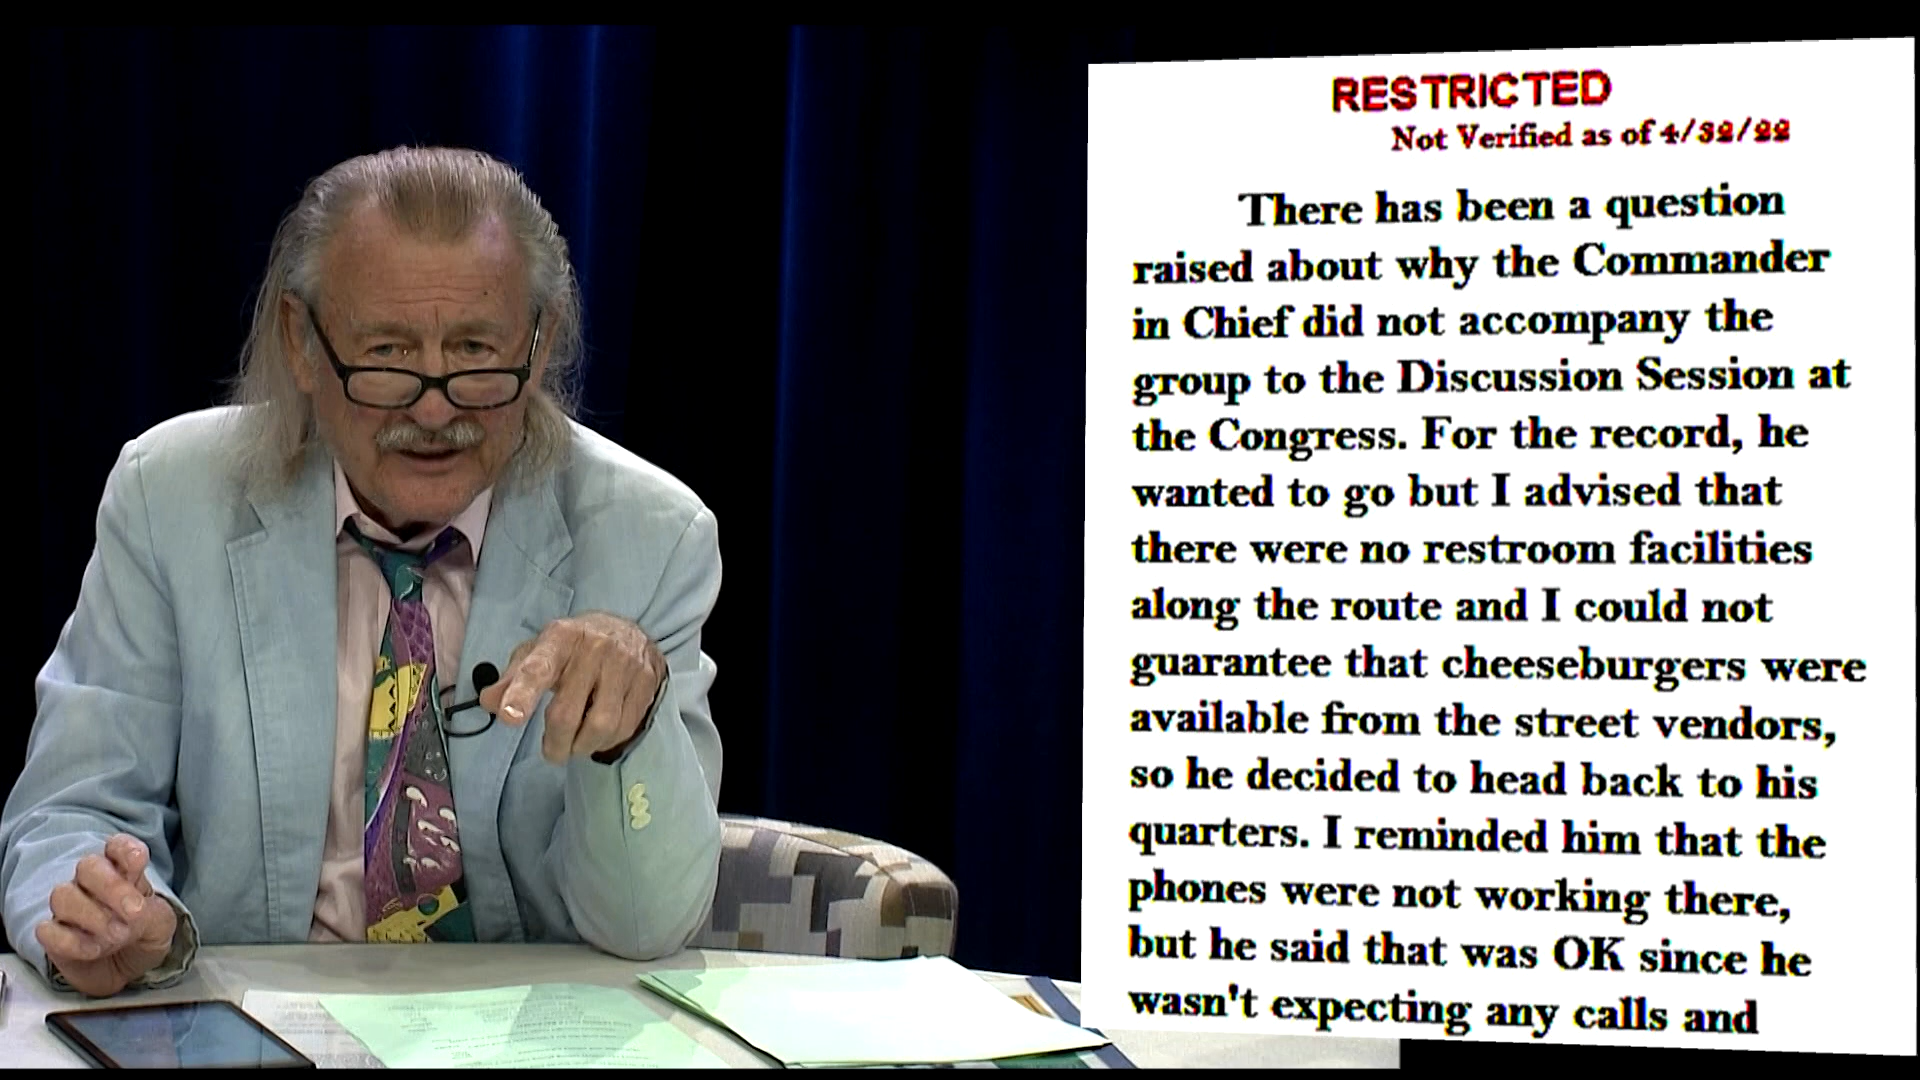 RESTRICTED
Not Verified as of 4/32/22
There has been a question
raised about why the Commander
in Chief did not accompany the
group to the Discussion Session at
the Congress. For the record, he
wanted to go but I advised that
there were no restroom facilities
along the route and I could not
guarantee that cheeseburgers were
available from the street vendors,
so he decided to head back to his
quarters. I reminded him that the
phones were not working there,
but he said that was OK since he
wasn't expecting any calls and